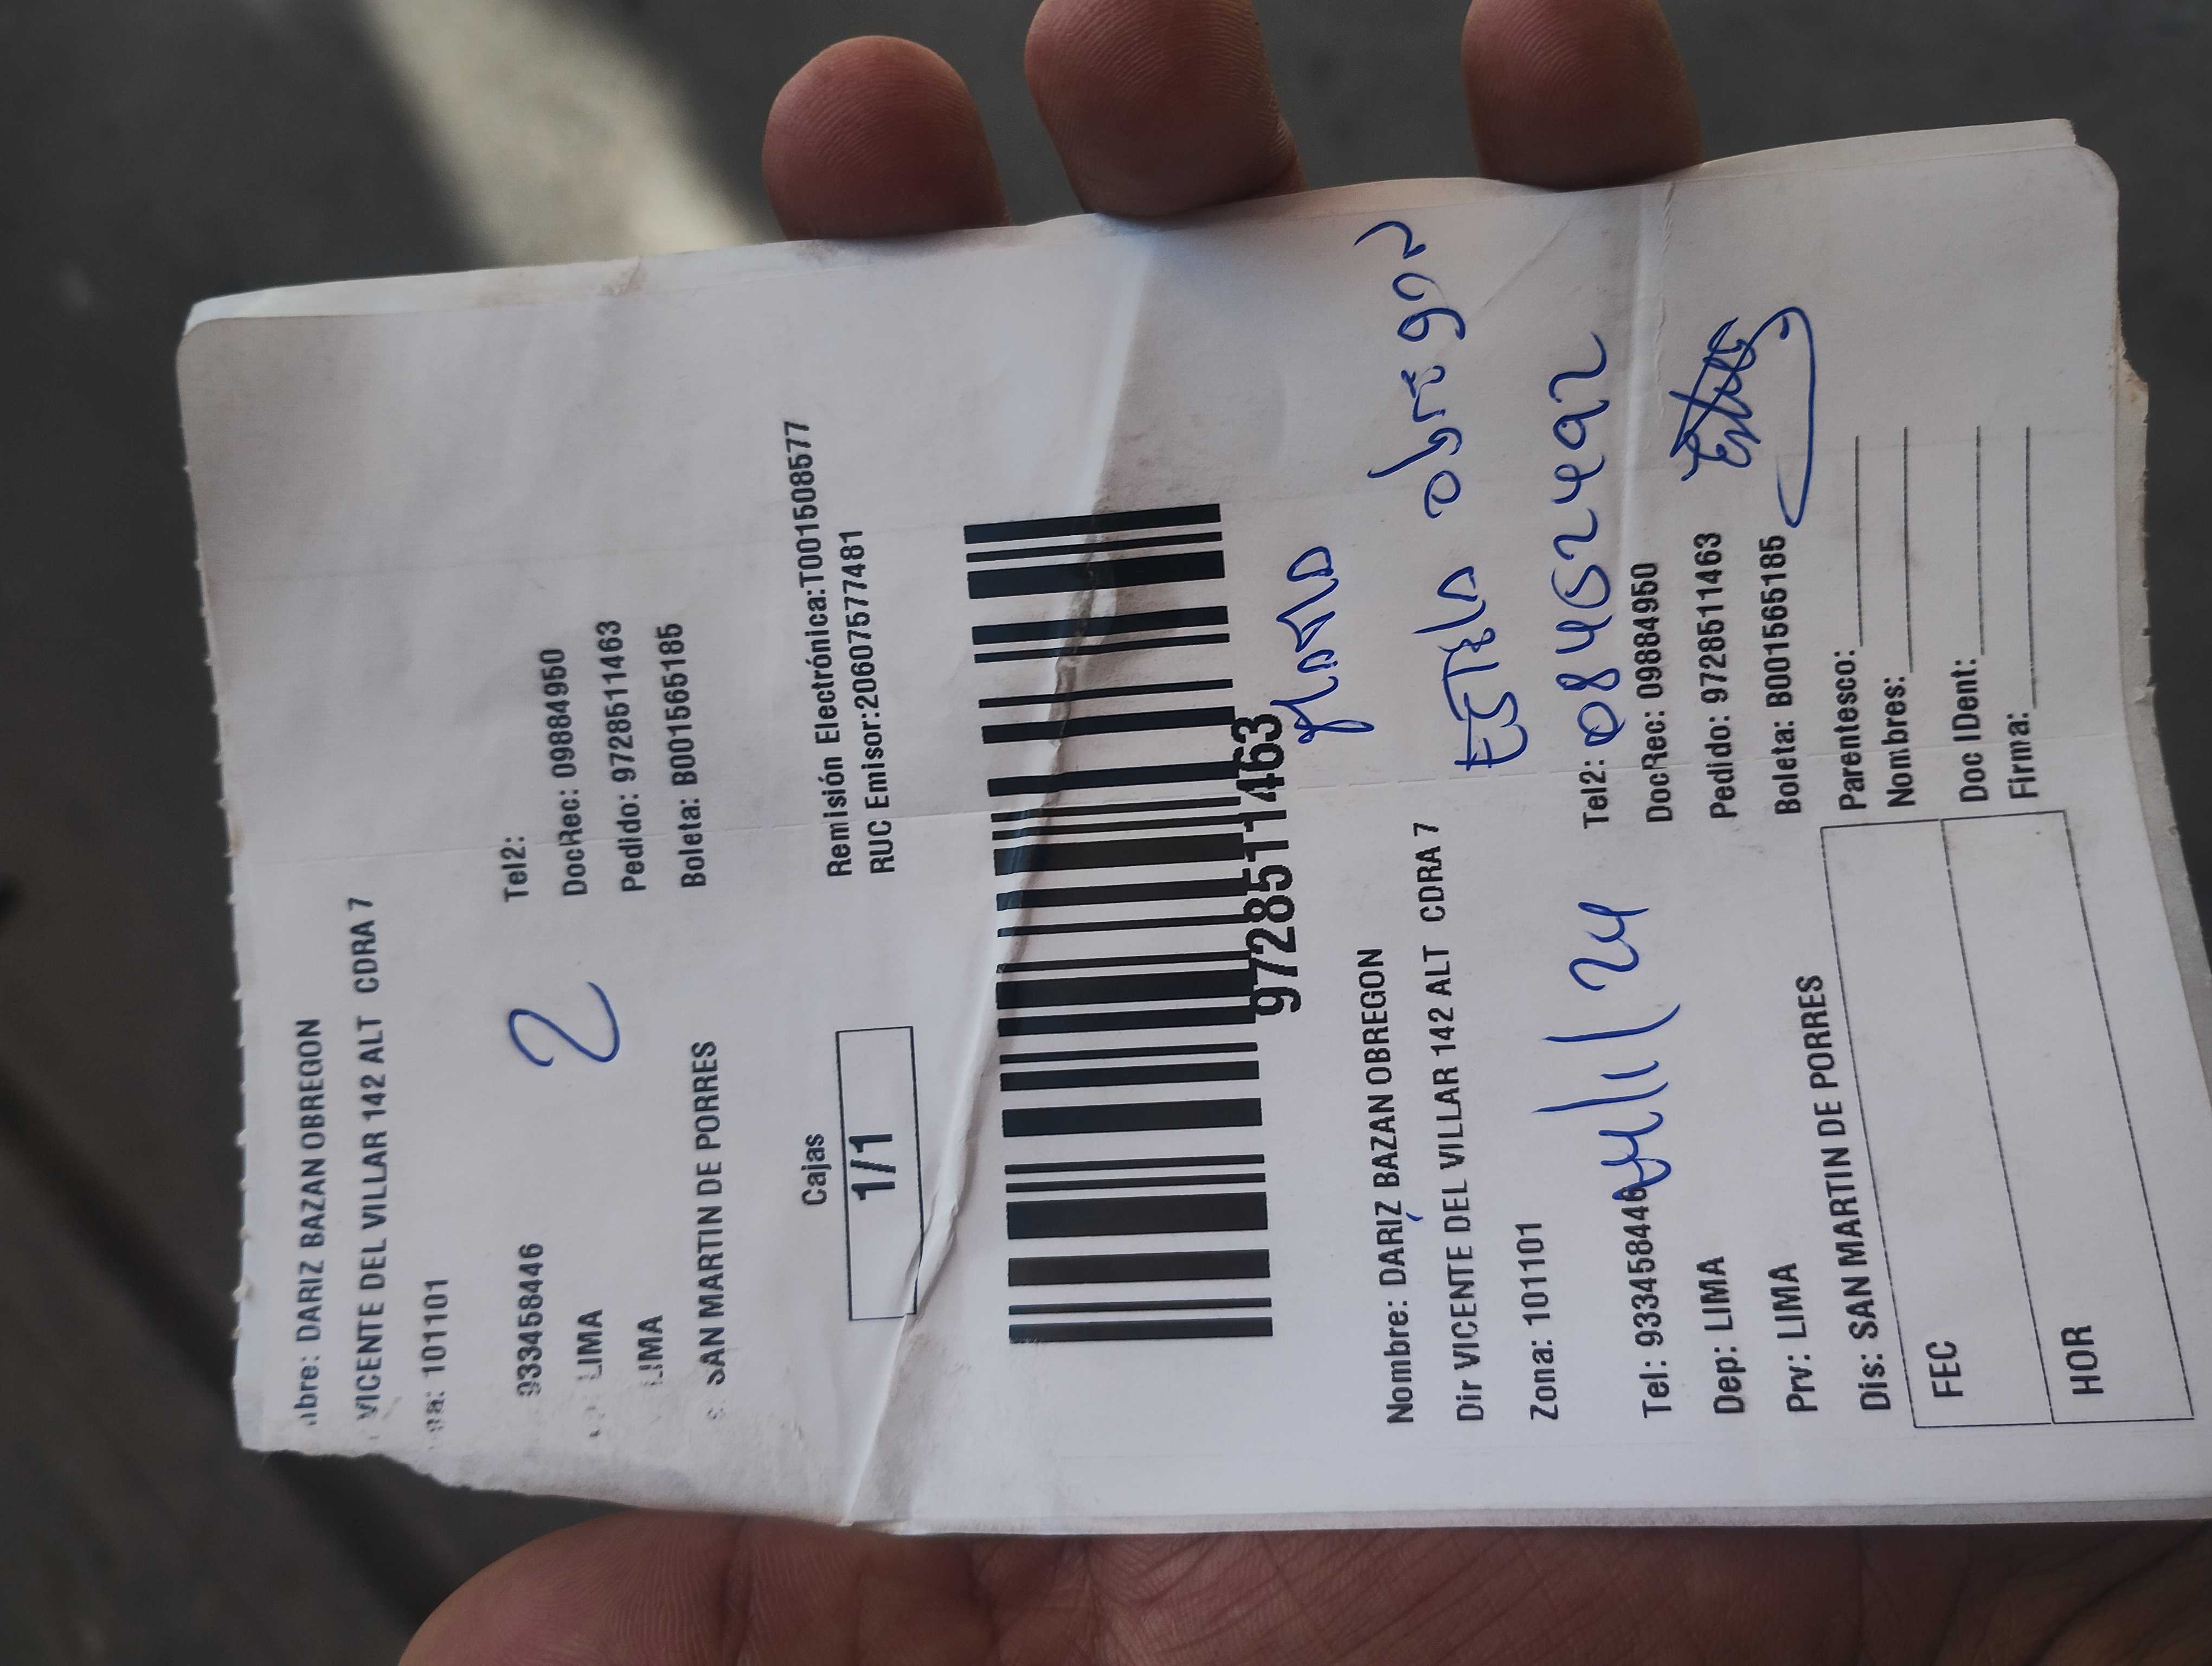 bre: DARIZ BAZAN OBREGON
VICENTE DEL VILLAR 142 ALT CDRA 7
na: 101101
933458446 Tel2:
LIMA DocRec: 09884950
LIMA Pedido: 972851146​3
SAN MARTIN DE PORRES Boleta: B001565185
2
Cajas
1/1
Remisión Electrónica:T001508577
RUC Emisor:20607577481
9728511463
Nombre: DARIZ BAZAN OBREGON
Dir VICENTE DEL VILLAR 142 ALT CDRA 7
Estela Obregon
Zona: 101101
Tel: 933458446 Tel2: 08452492
Dep: LIMA DocRec: 09884950
Prv: LIMA Pedido: 9728511463
Dis: SAN MARTIN DE PORRES Boleta: B001565185
FEC
HOR
Parentesco:
Nombres:
Doc IDent:
Firma: